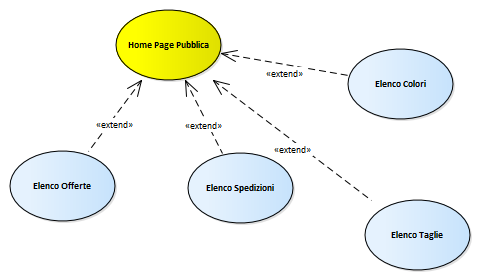 Home Page Pubblica
«extend»
Elenco Colori
«extend»
«extend»
«extend»
Elenco Offerte
Elenco Spedizioni
Elenco Taglie